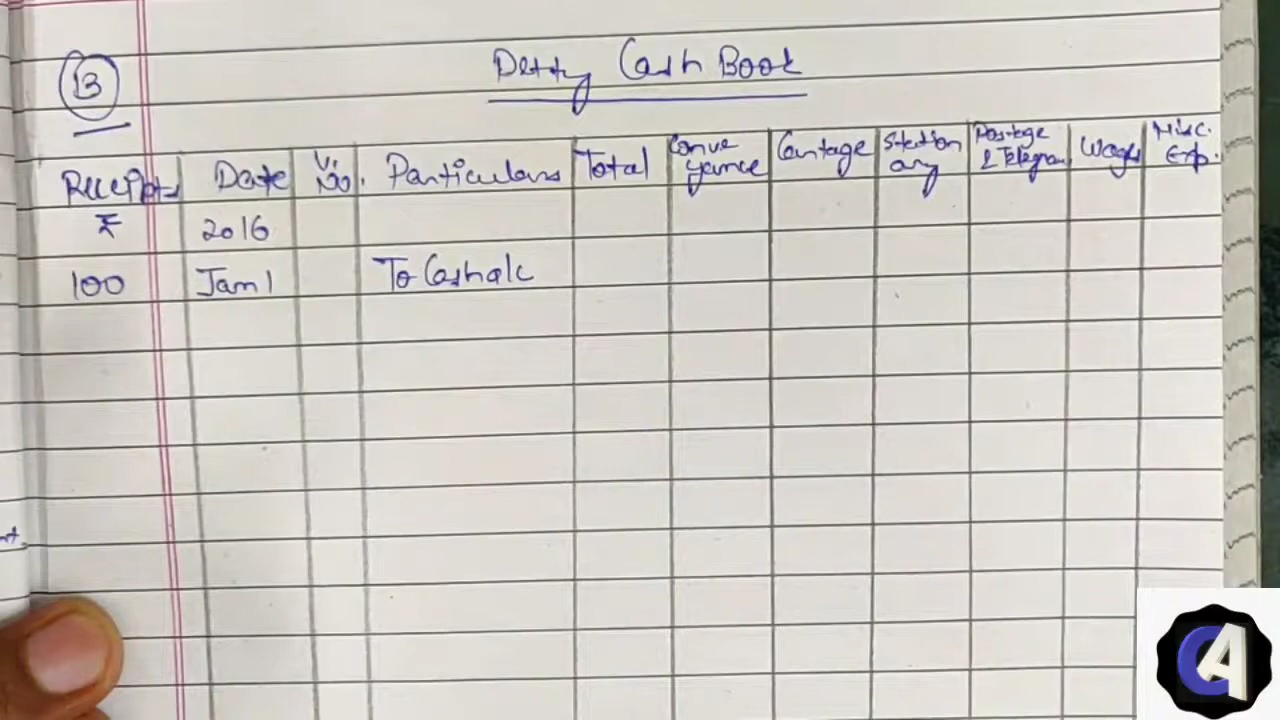 13
Petty Cash Book
Receipts Date V. No. Particulars Total Conveyance Cartage Stationary Postage & Telegram Wages Misc. Exp.
₹ 2016
100 Jan 1 To Cash a/c
CA